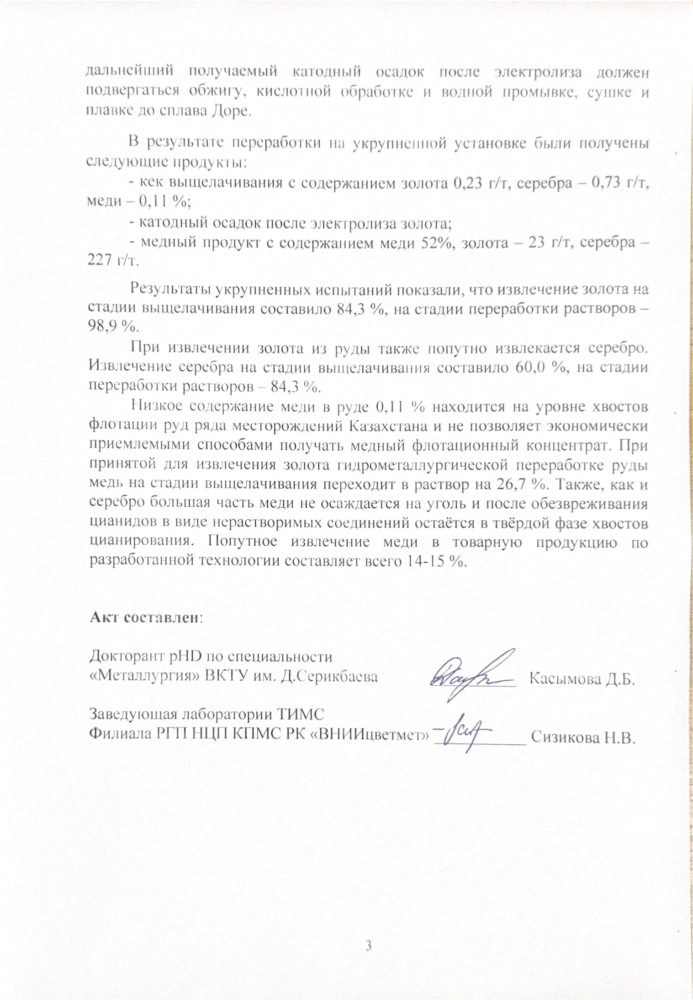 дальнейший получаемый катодный осадок после электролиза должен
подвергаться обжигу, кислотной обработке и водной промывке, сушке и
плавке до сплава Доре.
В результате переработки на укрупненной установке были получены
следующие продукты:
- кек выщелачивания с содержанием золота 0,23 г/т, серебра – 0,73 г/т,
меди – 0,11 %;
- катодный осадок после электролиза золота;
- медный продукт с содержанием меди 52%, золота – 23 г/т, серебра –
227 г/т.
Результаты укрупненных испытаний показали, что извлечение золота на
стадии выщелачивания составило 84,3 %, на стадии переработки растворов –
98,9 %.
При извлечении золота из руды также попутно извлекается серебро.
Извлечение серебра на стадии выщелачивания составило 60,0 %, на стадии
переработки растворов – 84,3 %.
Низкое содержание меди в руде 0,11 % находится на уровне хвостов
флотации руд ряда месторождений Казахстана и не позволяет экономически
приемлемыми способами получать медный флотационный концентрат. При
принятой для извлечения золота гидрометаллургической переработке руды
медь на стадии выщелачивания переходит в раствор на 26,7 %. Также, как и
серебро большая часть меди не осаждается на уголь и после обезвреживания
цианидов в виде нерастворимых соединений остаётся в твёрдой фазе хвостов
цианирования. Попутное извлечение меди в товарную продукцию по
разработанной технологии составляет всего 14-15 %.
Акт составлен:
Докторант pHD по специальности
«Металлургия» ВКТУ им. Д.Серикбаева Касымова Д.Б.
Заведующая лаборатории ТИМС
Филиала РГП НЦП КПМС РК «ВНИИцветмет» Сизикова Н.В.
3